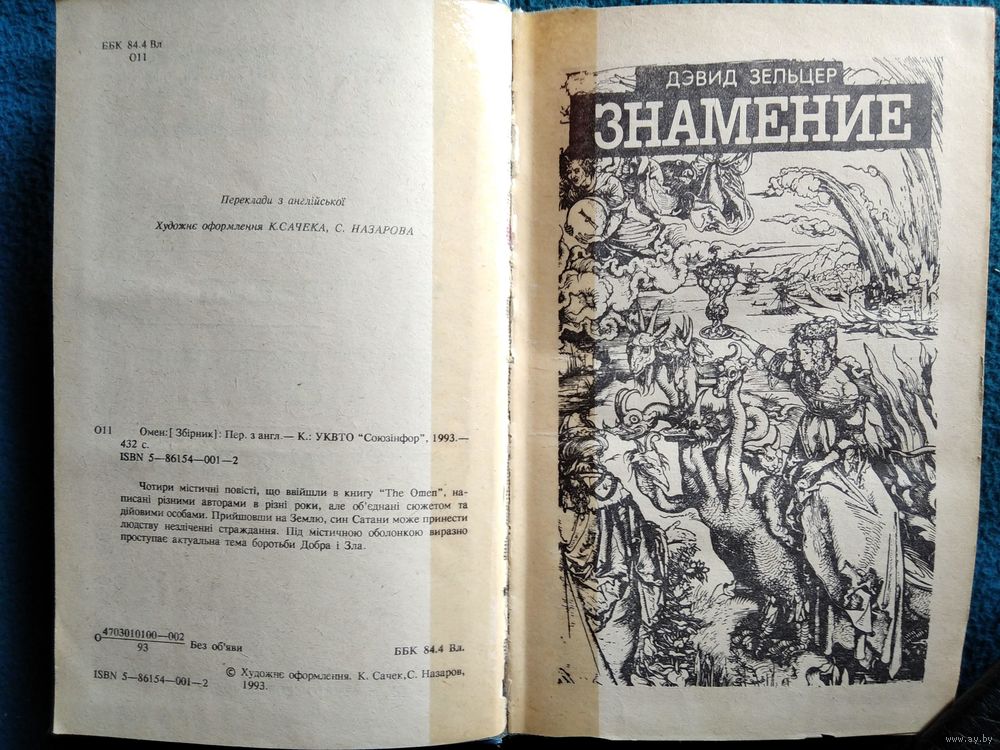 ББК 84.4 Вл
О11
Переклади з англійської
Художнє оформлення К.САЧЕКА, С. НАЗАРОВА
О11 Омен:[ Збірник]: Пер. з англ.— К.: УКВТО "Союзінфор", 1993.—
432 с.
ISBN 5—86154—001—2
Чотири містичні повісті, що ввійшли в книгу "The Omen", на-
писані різними авторами в різні роки, але об'єднані сюжетом та
дійовими особами. Прийшовши на Землю, син Сатани може принести
людству незліченні страждання. Під містичною оболонкою виразно
проступає актуальна тема боротьби Добра і Зла.
О 4703010100—002
93
Без об'яви
ББК 84.4 Вл.
ISBN 5—86154—001—2
© Художнє оформлення. К. Сачек,С. Назаров,
1993.
ДЭВИД ЗЕЛЬЦЕР
ЗНАМЕНИЕ
www.ay.by